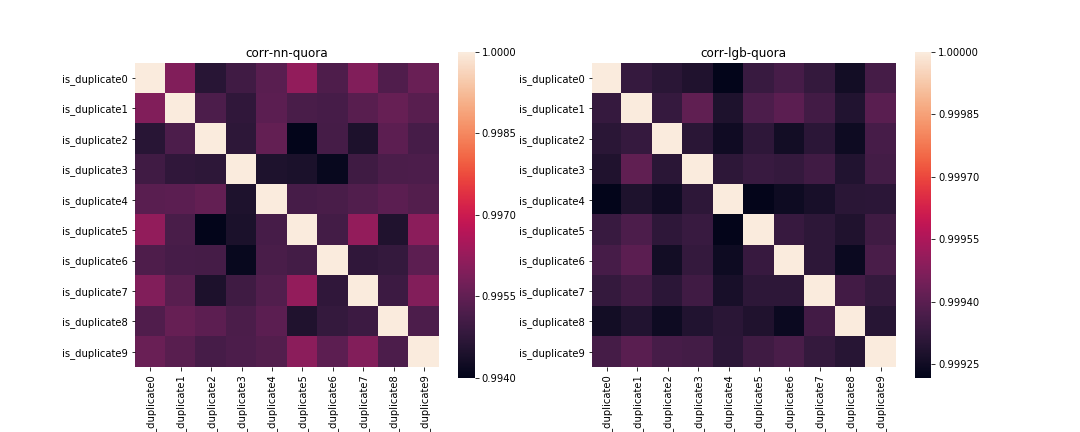 corr-nn-quora
is_duplicate0
is_duplicate1
is_duplicate2
is_duplicate3
is_duplicate4
is_duplicate5
is_duplicate6
is_duplicate7
is_duplicate8
is_duplicate9
_duplicate0
_duplicate1
_duplicate2
_duplicate3
_duplicate4
_duplicate5
_duplicate6
_duplicate7
_duplicate8
_duplicate9
1.0000
0.9985
0.9970
0.9955
0.9940
corr-lgb-quora
is_duplicate0
is_duplicate1
is_duplicate2
is_duplicate3
is_duplicate4
is_duplicate5
is_duplicate6
is_duplicate7
is_duplicate8
is_duplicate9
_duplicate0
_duplicate1
_duplicate2
_duplicate3
_duplicate4
_duplicate5
_duplicate6
_duplicate7
_duplicate8
_duplicate9
1.00000
0.99985
0.99970
0.99955
0.99940
0.99925